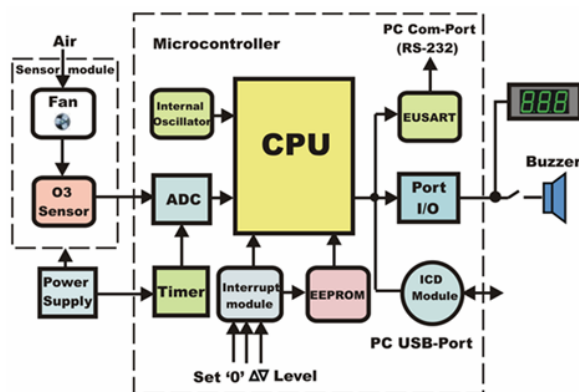 Air
Microcontroller
PC Com-Port
(RS-232)
Sensor module
Fan
Internal
Oscillator
CPU
EUSART
888
Buzzer
O3
Sensor
ADC
Port
I/O
Power
Supply
Timer
Interrupt
module
EEPROM
ICD
Module
PC USB-Port
Set '0' Δ∇ Level